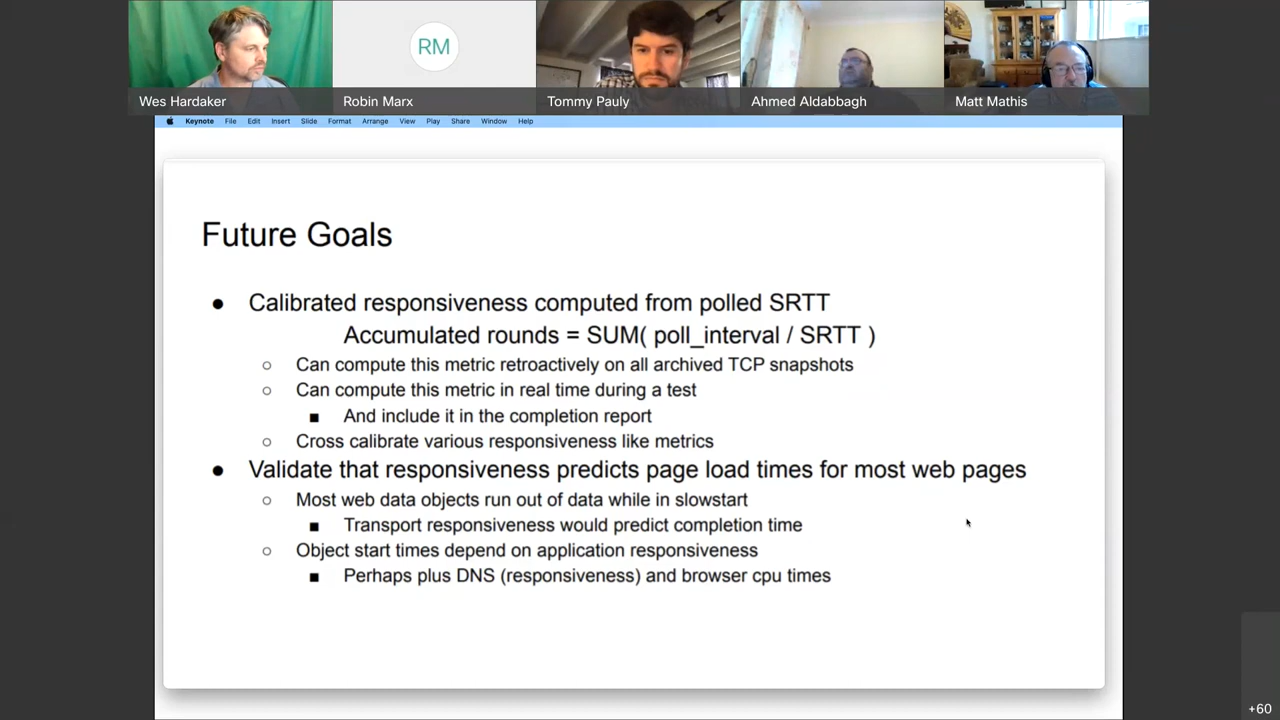 RM
Wes Hardaker
Robin Marx
Tommy Pauly
Ahmed Aldabbagh
Matt Mathis
Keynote File Edit Insert Slide Format Arrange View Play Share Window Help
Future Goals
● Calibrated responsiveness computed from polled SRTT
Accumulated rounds = SUM( poll_interval / SRTT )
○ Can compute this metric retroactively on all archived TCP snapshots
○ Can compute this metric in real time during a test
■ And include it in the completion report
○ Cross calibrate various responsiveness like metrics
● Validate that responsiveness predicts page load times for most web pages
○ Most web data objects run out of data while in slowstart
■ Transport responsiveness would predict completion time
○ Object start times depend on application responsiveness
■ Perhaps plus DNS (responsiveness) and browser cpu times
+60